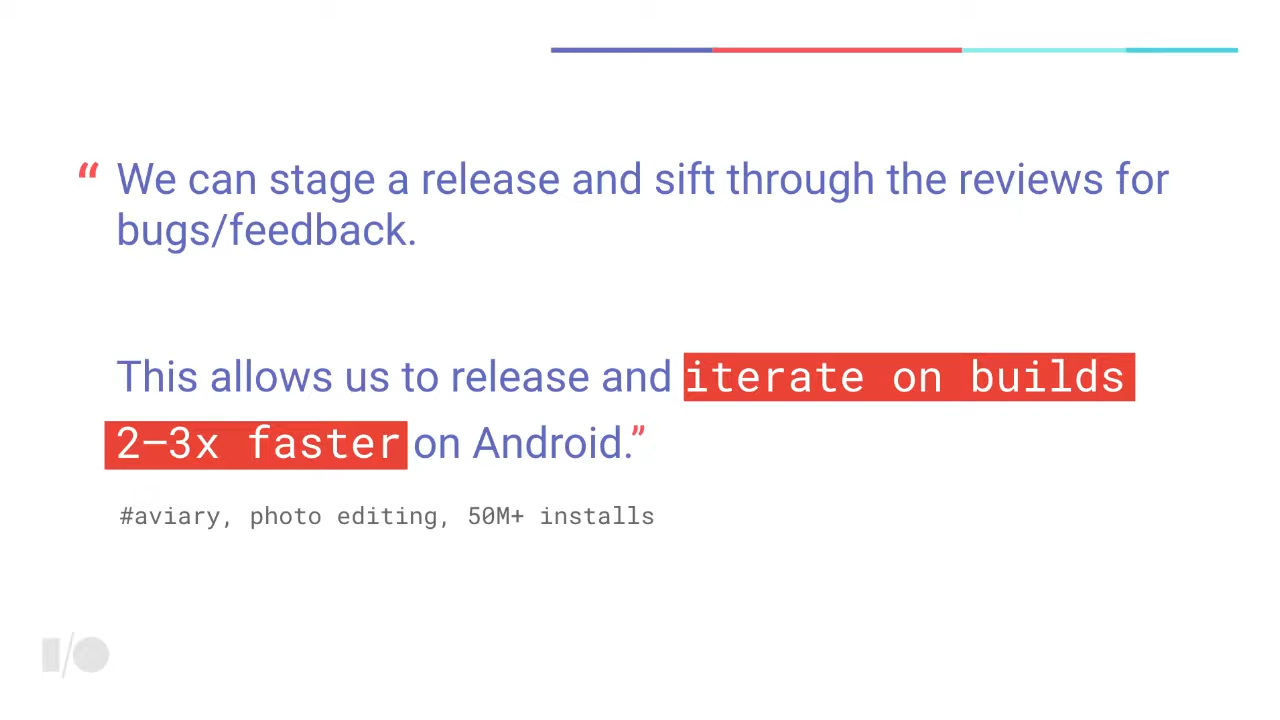 “ We can stage a release and sift through the reviews for
bugs/feedback.
This allows us to release and iterate on builds
2–3x faster on Android.”
#aviary, photo editing, 50M+ installs
I/O